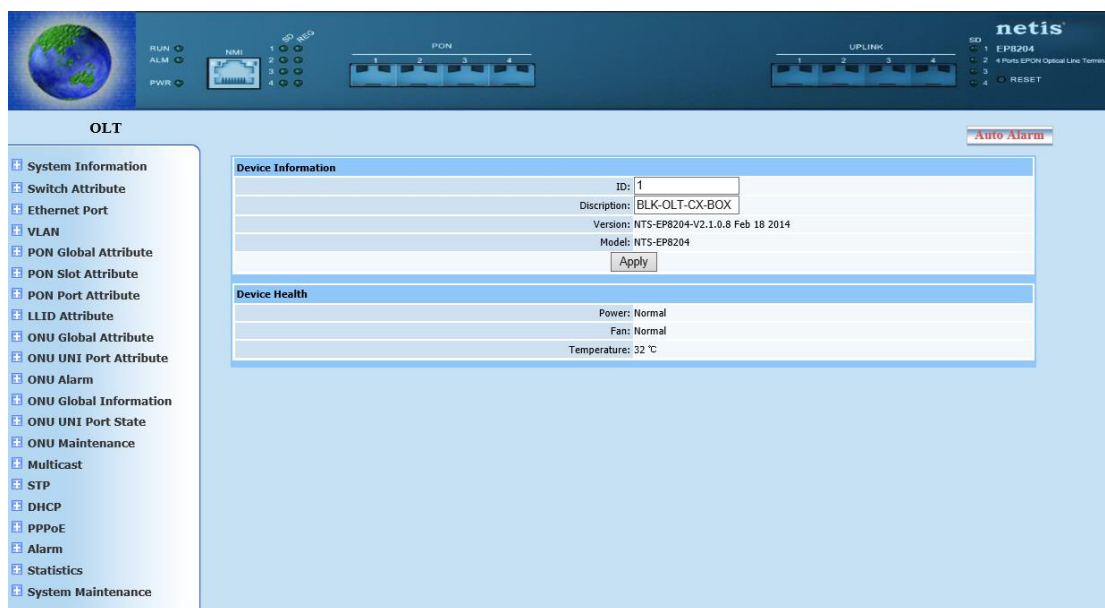 netis
RUN
ALM
PWR
NMI
SD REG
1
2
3
4
PON
1 2 3 4
UPLINK
1 2 3 4
SD
1 EP8204
2 4 Ports EPON Optical Line Termin
3
4 RESET
OLT
Auto Alarm
System Information
Switch Attribute
Ethernet Port
VLAN
PON Global Attribute
PON Slot Attribute
PON Port Attribute
LLID Attribute
ONU Global Attribute
ONU UNI Port Attribute
ONU Alarm
ONU Global Information
ONU UNI Port State
ONU Maintenance
Multicast
STP
DHCP
PPPoE
Alarm
Statistics
System Maintenance
Device Information
ID: 1
Discription: BLK-OLT-CX-BOX
Version: NTS-EP8204-V2.1.0.8 Feb 18 2014
Model: NTS-EP8204
Apply
Device Health
Power: Normal
Fan: Normal
Temperature: 32 ℃